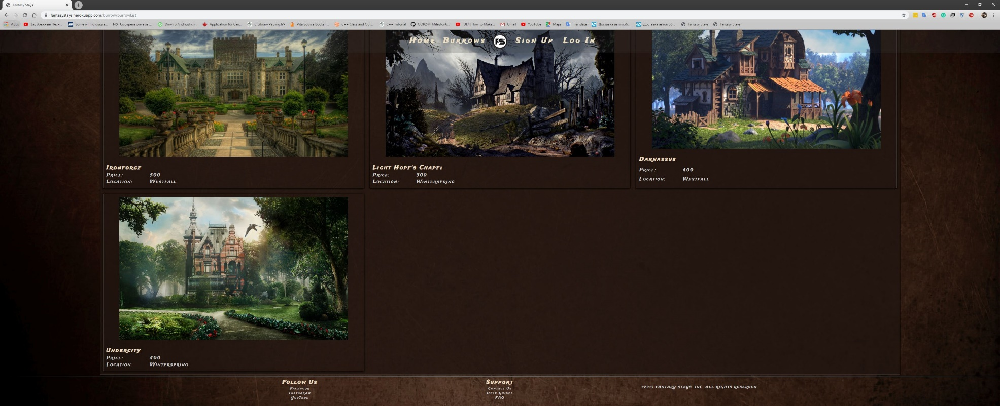 Fantasy Stays
fantazystays.herokuapp.com/burrow/burrowList
Apps Зарубежные Песн... Some wiring diagra... HD Смотреть фильмы... Dmytro Andriushch... Application for Can... C Library <string.h> VitalSource Booksh... C++ Class and Obj... C++ Tutorial OOP244_Milestone6... [UE4] How to Make... Gmail YouTube Maps Translate Доставка автомоб... Доставка автомоб... Fantasy Stays Fantasy Stays
Home Burrows FS Sign Up Log In
Ironforge
Price: 500
Location: Westfall
Light Hope's Chapel
Price: 300
Location: Winterspring
Darnassus
Price: 400
Location: Westfall
Undercity
Price: 400
Location: Winterspring
Follow Us
Facebook
Instagram
YouTube
Support
Contact Us
Help Guides
FAQ
©2019 Fantazy Stays, Inc. All rights reserved.